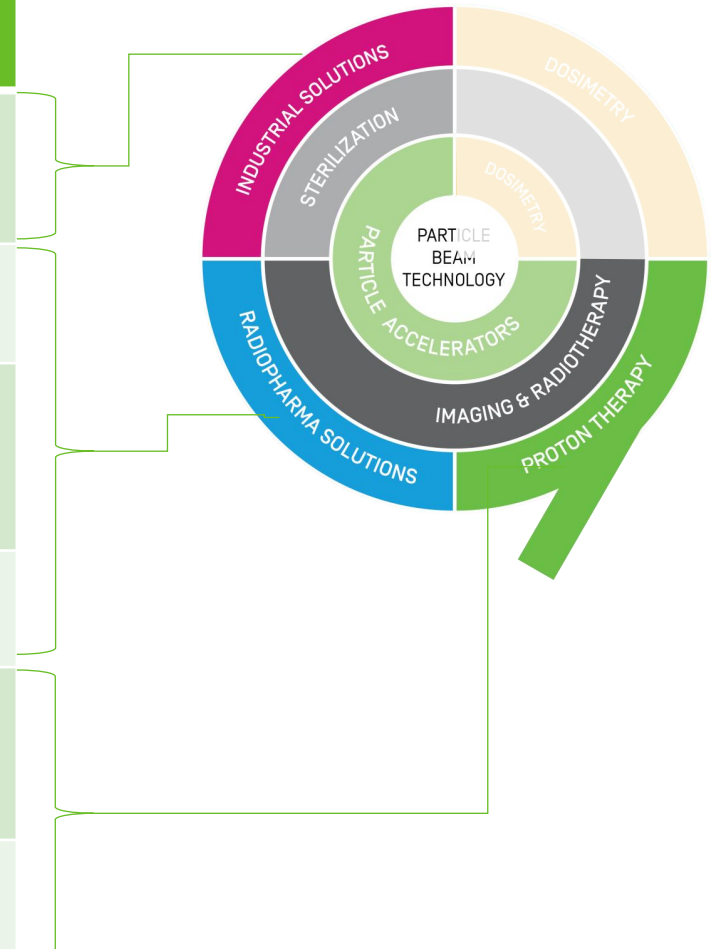 INDUSTRIAL SOLUTIONS
DOSIMETRY
STERILIZATION
DOSIMETRY
PARTICLE
BEAM
TECHNOLOGY
PARTICLE ACCELERATORS
IMAGING & RADIOTHERAPY
RADIOPHARMA SOLUTIONS
PROTON THERAPY